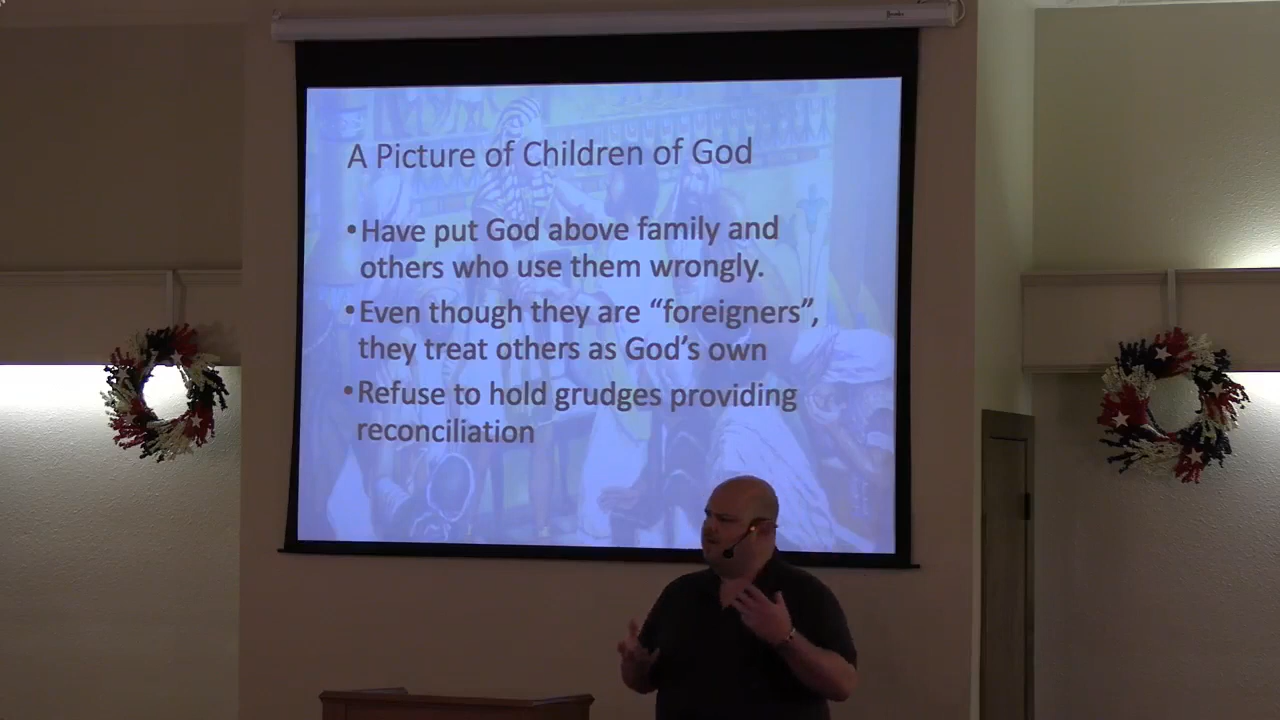 A Picture of Children of God
•Have put God above family and
others who use them wrongly.
•Even though they are “foreigners”,
they treat others as God’s own
•Refuse to hold grudges providing
reconciliation